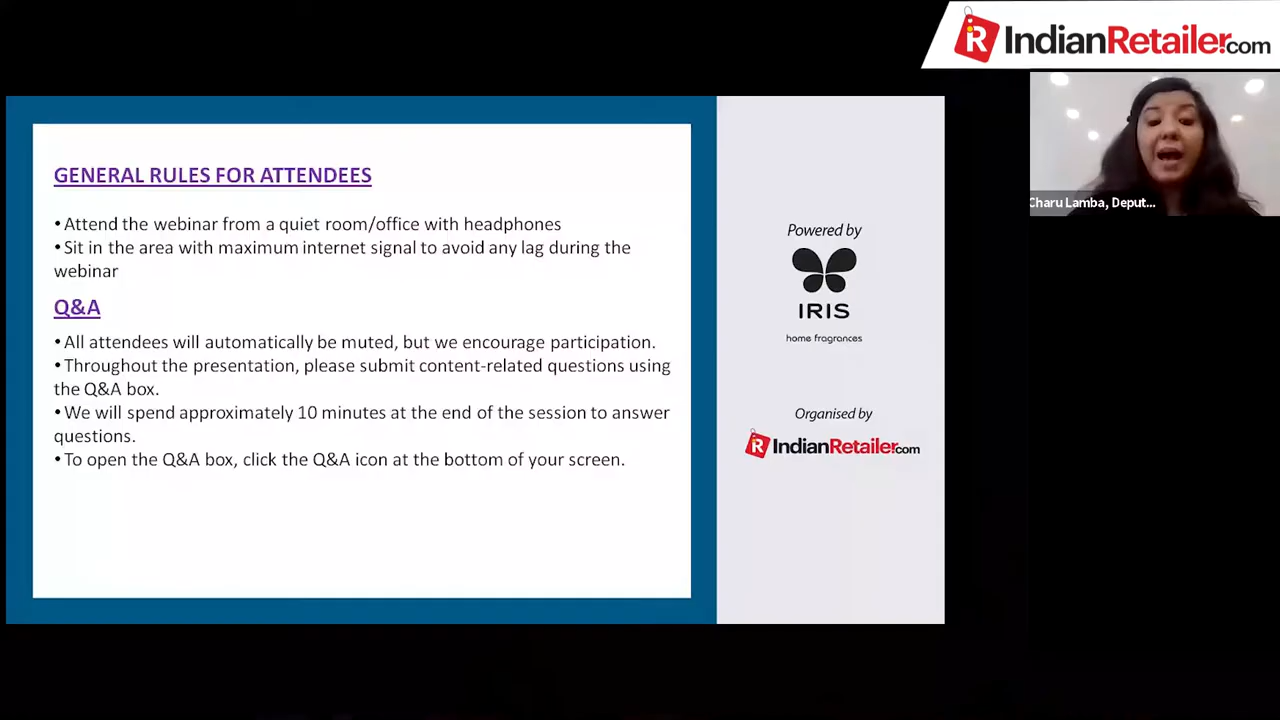 IndianRetailer.com
GENERAL RULES FOR ATTENDEES
•Attend the webinar from a quiet room/office with headphones
•Sit in the area with maximum internet signal to avoid any lag during the
webinar
Q&A
•All attendees will automatically be muted, but we encourage participation.
•Throughout the presentation, please submit content-related questions using
the Q&A box.
•We will spend approximately 10 minutes at the end of the session to answer
questions.
•To open the Q&A box, click the Q&A icon at the bottom of your screen.
Powered by
IRIS
home fragrances
Organised by
R IndianRetailer.com
Charu Lamba, Deput...